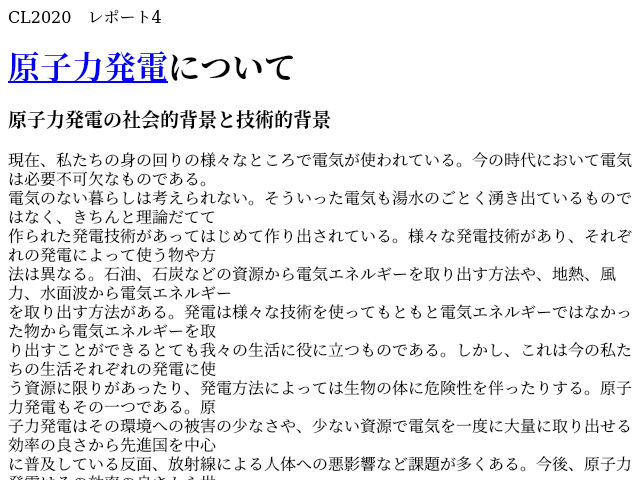 CL2020　レポート4
原子力発電について
原子力発電の社会的背景と技術的背景
現在、私たちの身の回りの様々なところで電気が使われている。今の時代において電気
は必要不可欠なものである。
電気のない暮らしは考えられない。そういった電気も湯水のごとく湧き出ているもので
はなく、きちんと理論だてて
作られた発電技術があってはじめて作り出されている。様々な発電技術があり、それぞ
れの発電によって使う物や方
法は異なる。石油、石炭などの資源から電気エネルギーを取り出す方法や、地熱、風
力、水面波から電気エネルギー
を取り出す方法がある。発電は様々な技術を使ってもともと電気エネルギーではなかっ
た物から電気エネルギーを取
り出すことができるとても我々の生活に役に立つものである。しかし、これは今の私た
ちの生活それぞれの発電に使
う資源に限りがあったり、発電方法によっては生物の体に危険性を伴ったりする。原子
力発電もその一つである。原
子力発電はその環境への被害の少なさや、少ない資源で電気を一度に大量に取り出せる
効率の良さから先進国を中心
に普及している反面、放射線による人体への悪影響など課題が多くある。今後、原子力